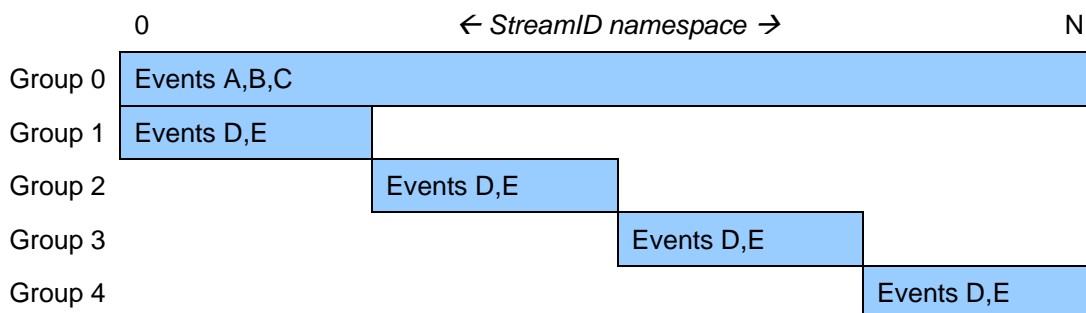 0 ← StreamID namespace → N
Group 0 Events A,B,C
Group 1 Events D,E
Group 2 Events D,E
Group 3 Events D,E
Group 4 Events D,E